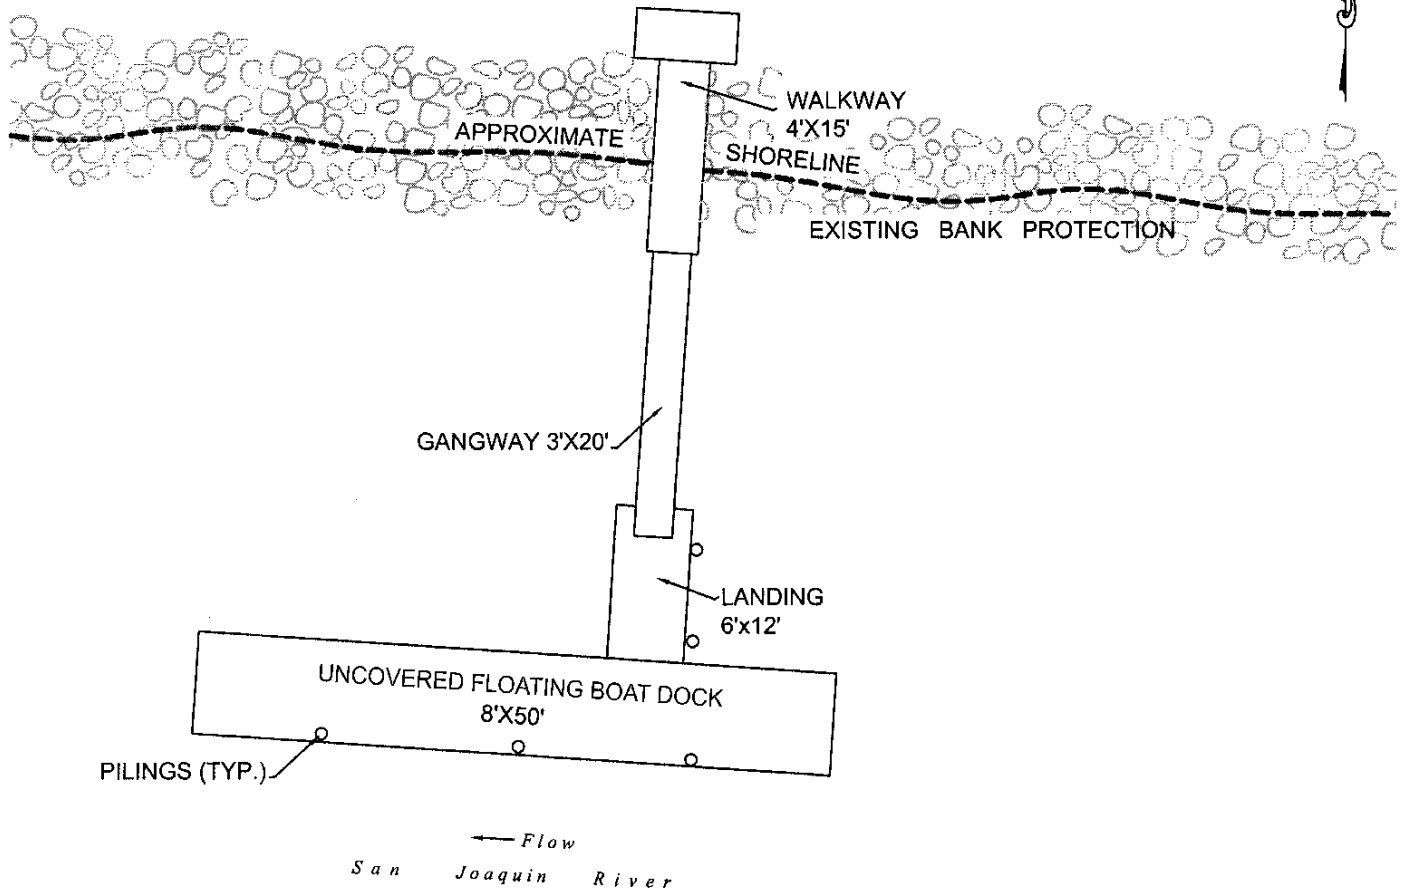 WALKWAY
4'X15'
APPROXIMATE
SHORELINE
EXISTING BANK PROTECTION
GANGWAY 3'X20'
LANDING
6'x12'
UNCOVERED FLOATING BOAT DOCK
8'X50'
PILINGS (TYP.)
Flow
San Joaquin River